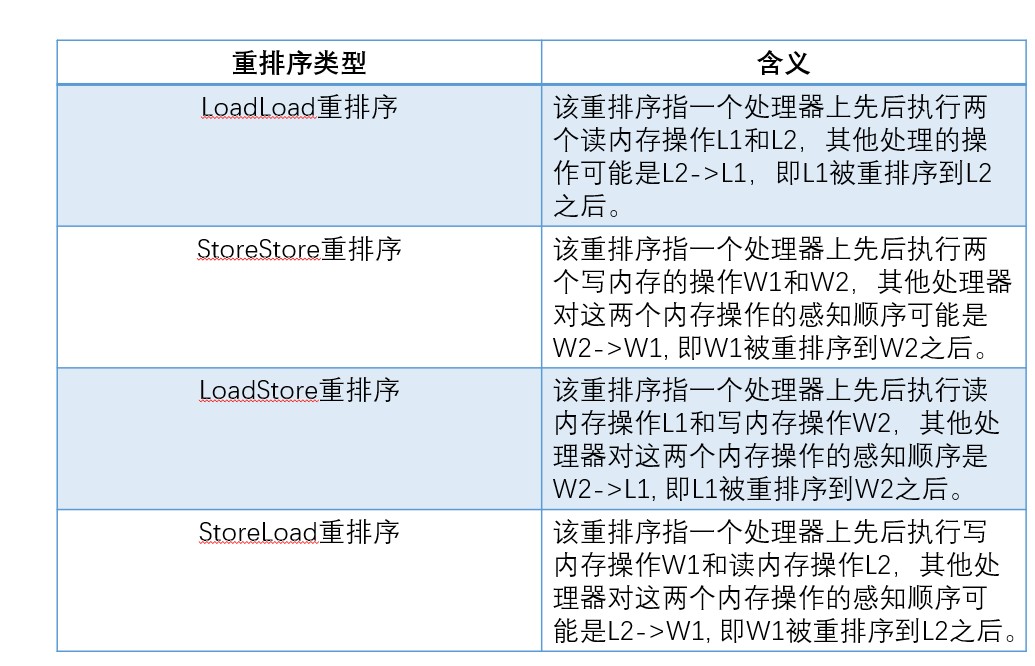 重排序类型
含义
LoadLoad重排序
该重排序指一个处理器上先后执行两
个读内存操作L1和L2，其他处理的操
作可能是L2->L1，即L1被重排序到L2
之后。
StoreStore重排序
该重排序指一个处理器上先后执行两
个写内存的操作W1和W2，其他处理器
对这两个内存操作的感知顺序可能是
W2->W1, 即W1被重排序到W2之后。
LoadStore重排序
该重排序指一个处理器上先后执行读
内存操作L1和写内存操作W2，其他处
理器对这两个内存操作的感知顺序是
W2->L1, 即L1被重排序到W2之后。
StoreLoad重排序
该重排序指一个处理器上先后执行写
内存操作W1和读内存操作L2，其他处
理器对这两个内存操作的感知顺序可
能是L2->W1, 即W1被重排序到L2之后。